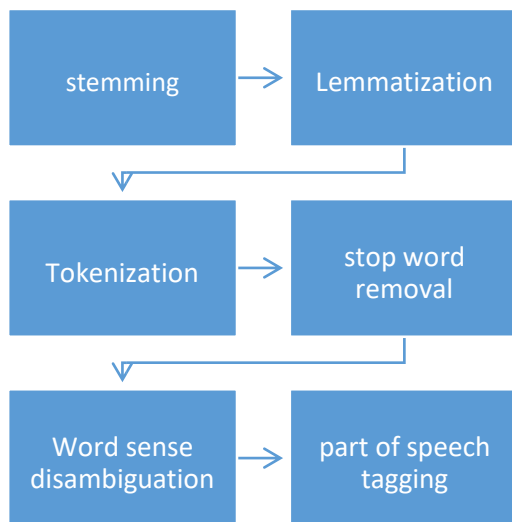 stemming
Lemmatization
Tokenization
stop word
removal
Word sense
disambiguation
part of speech
tagging